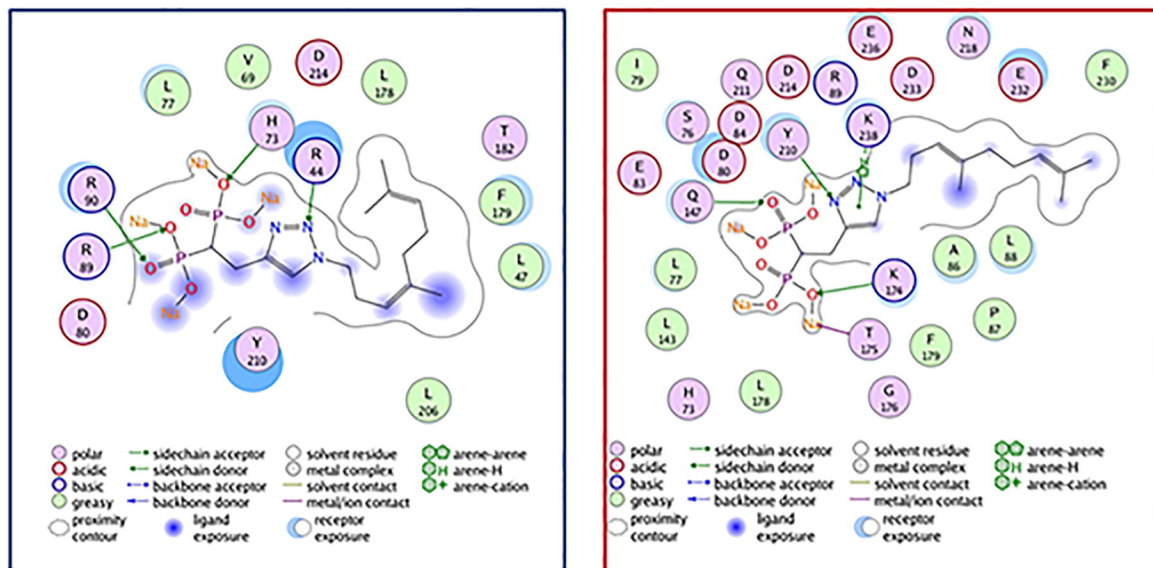 V 69
D 214
L 77
L 178
H 73
T 182
R 44
R 90
Na
F 179
O
Na
O
P
O
Na
N
N
O
P
R 89
N
O
O
L 47
Na
D 80
Y 210
L 206
polar
sidechain acceptor
solvent residue
arene-arene
acidic
sidechain donor
metal complex
H arene-H
basic
backbone acceptor
solvent contact
+ arene-cation
greasy
backbone donor
metal/ion contact
proximity contour
ligand exposure
receptor exposure
E 236
N 218
I 79
Q 211
D 214
R 89
D 233
E 232
F 230
S 76
D 84
Y 210
K 238
D 80
E 83
Na
N
N
Q 147
O
O
N
Na
P
O
O
A 86
L 88
L 77
O
P
K 174
O
O
Na
Na
P 87
L 143
T 175
F 179
H 73
L 178
G 176
polar
sidechain acceptor
solvent residue
arene-arene
acidic
sidechain donor
metal complex
H arene-H
basic
backbone acceptor
solvent contact
+ arene-cation
greasy
backbone donor
metal/ion contact
proximity contour
ligand exposure
receptor exposure